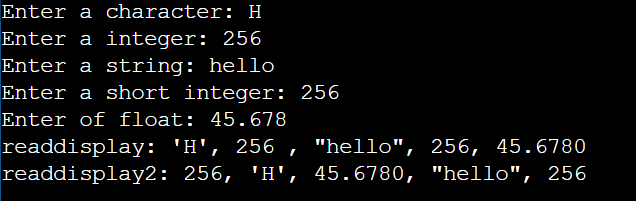 Enter a character: H
Enter a integer: 256
Enter a string: hello
Enter a short integer: 256
Enter of float: 45.678
readdisplay: 'H', 256 , "hello", 256, 45.6780
readdisplay2: 256, 'H', 45.6780, "hello", 256